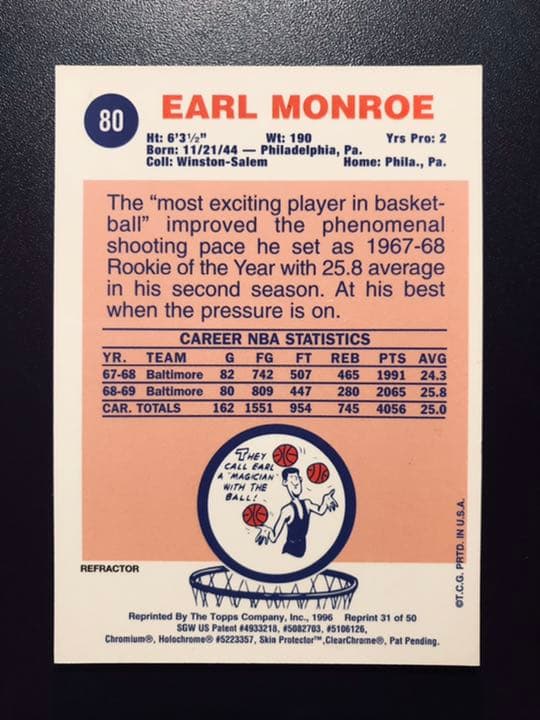 80
EARL MONROE
Ht: 6'3½" Wt: 190 Yrs Pro: 2
Born: 11/21/44 — Philadelphia, Pa.
Coll: Winston-Salem Home: Phila., Pa.
The “most exciting player in basket-
ball” improved the phenomenal
shooting pace he set as 1967-68
Rookie of the Year with 25.8 average
in his second season. At his best
when the pressure is on.
CAREER NBA STATISTICS
YR. TEAM G FG FT REB PTS AVG
67-68 Baltimore 82 742 507 465 1991 24.3
68-69 Baltimore 80 809 447 280 2065 25.8
CAR. TOTALS 162 1551 954 745 4056 25.0
THEY
CALL EARL
A "MAGICIAN"
WITH THE
BALL!
REFRACTOR
©T.C.G. PRTD. IN U.S.A.
Reprinted By The Topps Company, Inc., 1996 Reprint 31 of 50
SGW US Patent #4933218, #5082703, #5106126,
Chromium®, Holochrome® #5223357, Skin Protector™,ClearChrome®, Pat Pending.